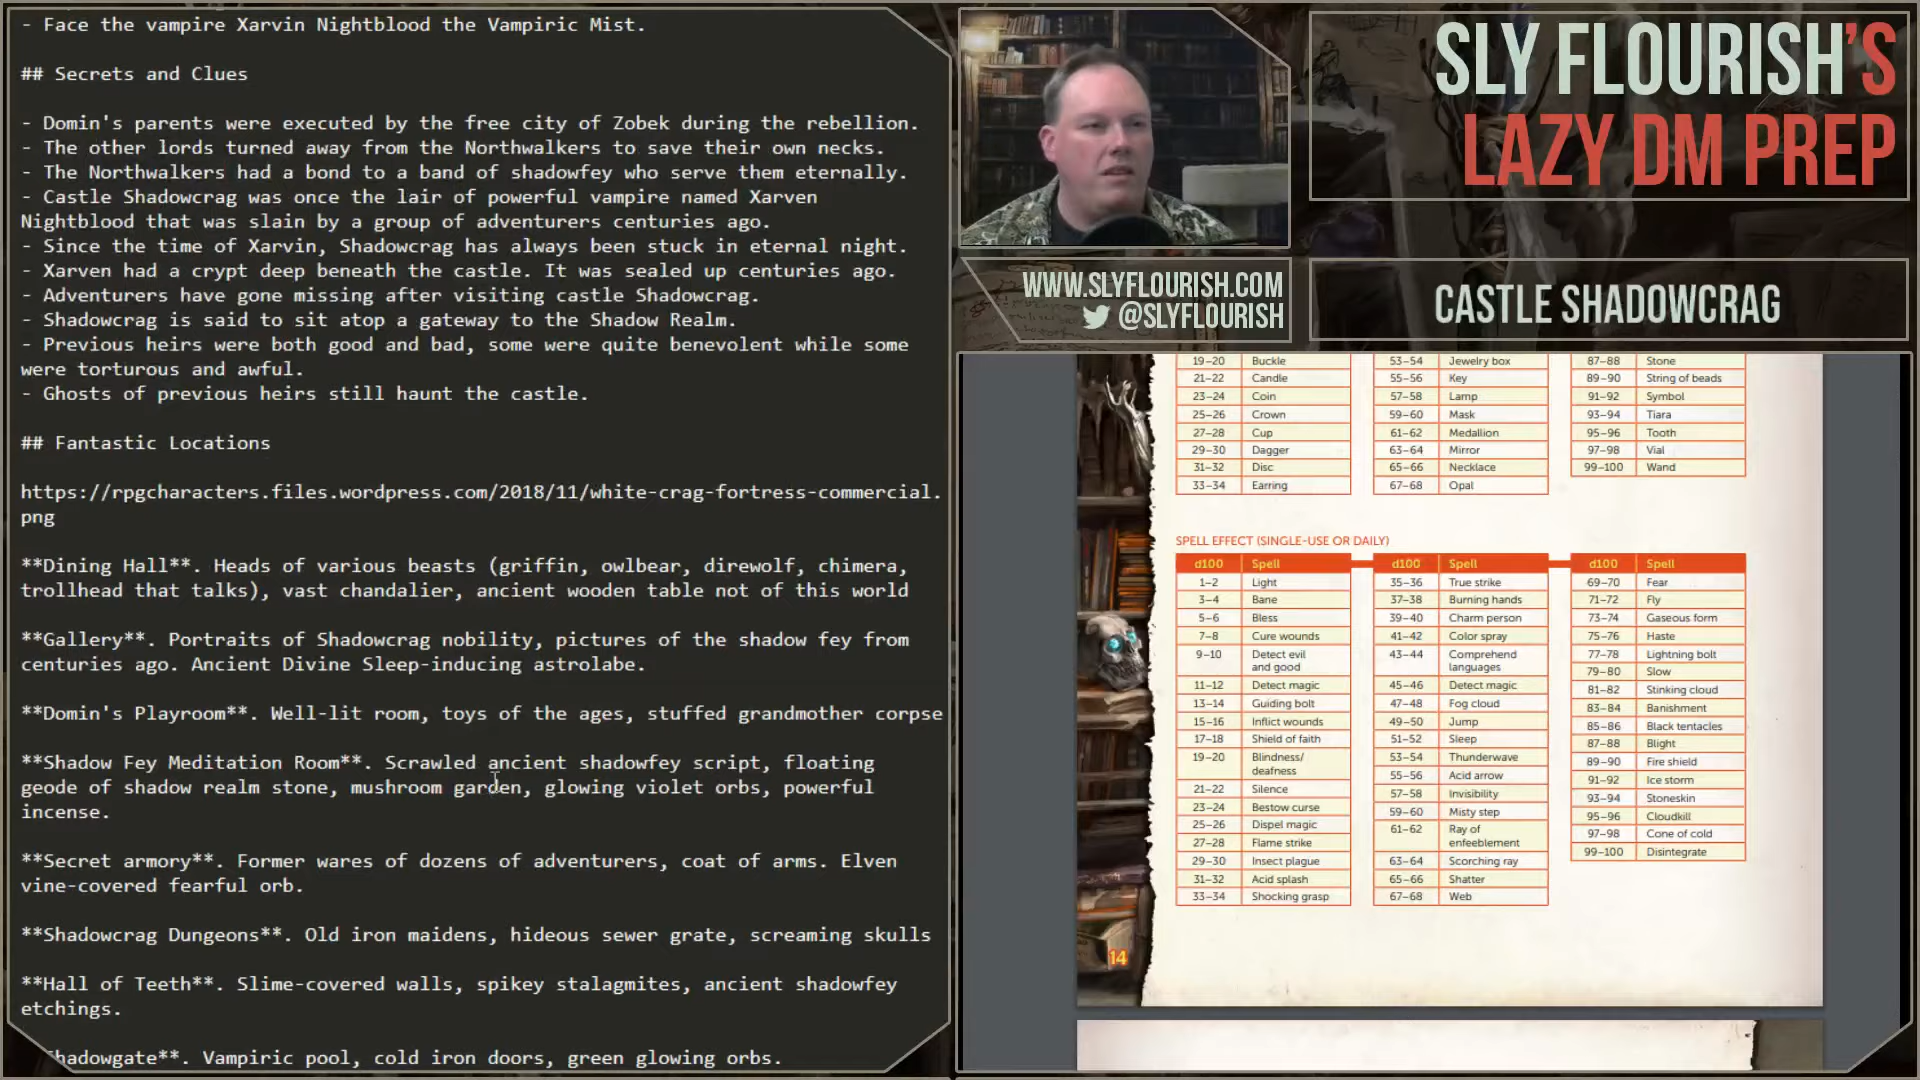 - Face the vampire Xarvin Nightblood the Vampiric Mist.
## Secrets and Clues
- Domin's parents were executed by the free city of Zobek during the rebellion.
- The other lords turned away from the Northwalkers to save their own necks.
- The Northwalkers had a bond to a band of shadowfey who serve them eternally.
- Castle Shadowcrag was once the lair of powerful vampire named Xarven
Nightblood that was slain by a group of adventurers centuries ago.
- Since the time of Xarvin, Shadowcrag has always been stuck in eternal night.
- Xarven had a crypt deep beneath the castle. It was sealed up centuries ago.
- Adventurers have gone missing after visiting castle Shadowcrag.
- Shadowcrag is said to sit atop a gateway to the Shadow Realm.
- Previous heirs were both good and bad, some were quite benevolent while some
were torturous and awful.
- Ghosts of previous heirs still haunt the castle.
## Fantastic Locations
https://rpgcharacters.files.wordpress.com/2018/11/white-crag-fortress-commercial.
png
**Dining Hall**. Heads of various beasts (griffin, owlbear, direwolf, chimera,
trollhead that talks), vast chandalier, ancient wooden table not of this world
**Gallery**. Portraits of Shadowcrag nobility, pictures of the shadow fey from
centuries ago. Ancient Divine Sleep-inducing astrolabe.
**Domin's Playroom**. Well-lit room, toys of the ages, stuffed grandmother corpse
**Shadow Fey Meditation Room**. Scrawled ancient shadowfey script, floating
geode of shadow realm stone, mushroom garden, glowing violet orbs, powerful
incense.
**Secret armory**. Former wares of dozens of adventurers, coat of arms. Elven
vine-covered fearful orb.
**Shadowcrag Dungeons**. Old iron maidens, hideous sewer grate, screaming skulls
**Hall of Teeth**. Slime-covered walls, spikey stalagmites, ancient shadowfey
etchings.
hadowgate**. Vampiric pool, cold iron doors, green glowing orbs.
SLY FLOURISH'S
LAZY DM PREP
WWW.SLYFLOURISH.COM
@SLYFLOURISH
CASTLE SHADOWCRAG
19–20 Buckle 53–54 Jewelry box 87–88 Stone
21–22 Candle 55–56 Key 89–90 String of beads
23–24 Coin 57–58 Lamp 91–92 Symbol
25–26 Crown 59–60 Mask 93–94 Tiara
27–28 Cup 61–62 Medallion 95–96 Tooth
29–30 Dagger 63–64 Mirror 97–98 Vial
31–32 Disc 65–66 Necklace 99–100 Wand
33–34 Earring 67–68 Opal
SPELL EFFECT (SINGLE-USE OR DAILY)
d100 Spell d100 Spell d100 Spell
1–2 Light 35–36 True strike 69–70 Fear
3–4 Bane 37–38 Burning hands 71–72 Fly
5–6 Bless 39–40 Charm person 73–74 Gaseous form
7–8 Cure wounds 41–42 Color spray 75–76 Haste
9–10 Detect evil 43–44 Comprehend 77–78 Lightning bolt
and good languages 79–80 Slow
11–12 Detect magic 45–46 Detect magic 81–82 Stinking cloud
13–14 Guiding bolt 47–48 Fog cloud 83–84 Banishment
15–16 Inflict wounds 49–50 Jump 85–86 Black tentacles
17–18 Shield of faith 51–52 Sleep 87–88 Blight
19–20 Blindness/ 53–54 Thunderwave 89–90 Fire shield
deafness 55–56 Acid arrow 91–92 Ice storm
21–22 Silence 57–58 Invisibility 93–94 Stoneskin
23–24 Bestow curse 59–60 Misty step 95–96 Cloudkill
25–26 Dispel magic 61–62 Ray of 97–98 Cone of cold
27–28 Flame strike enfeeblement 99–100 Disintegrate
29–30 Insect plague 63–64 Scorching ray
31–32 Acid splash 65–66 Shatter
33–34 Shocking grasp 67–68 Web
14